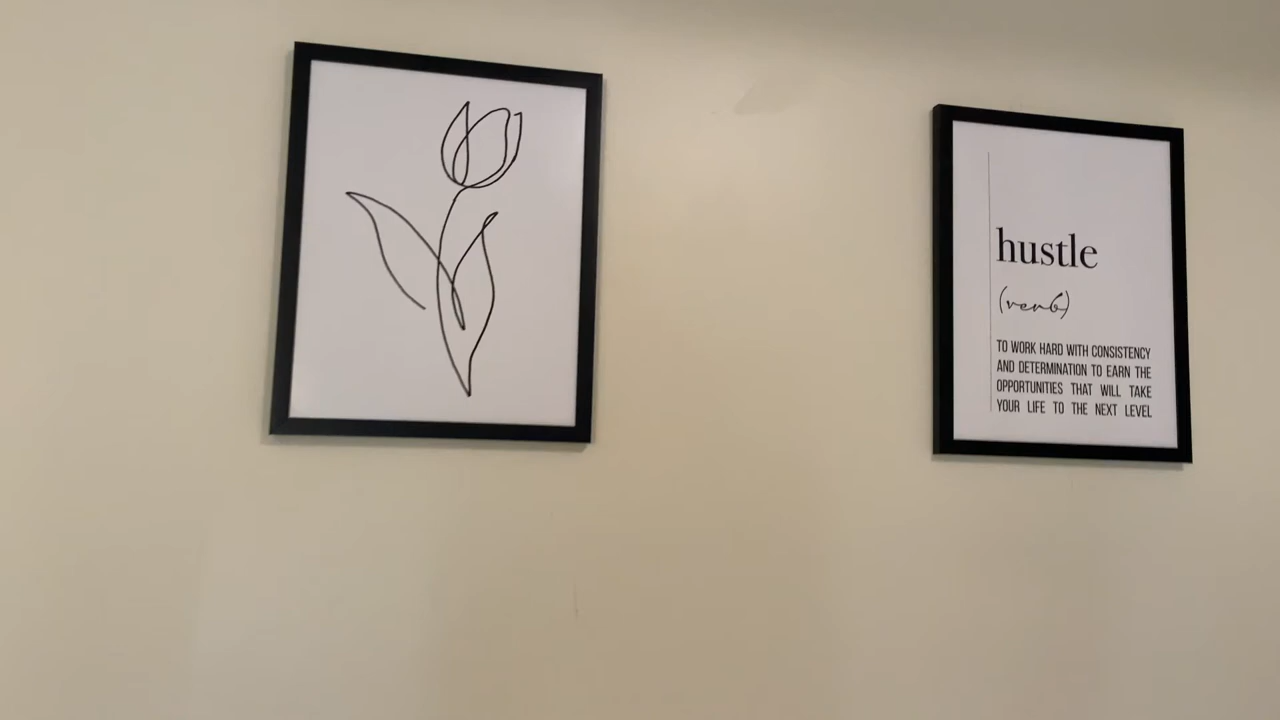 hustle
(verb)
TO WORK HARD WITH CONSISTENCY
AND DETERMINATION TO EARN THE
OPPORTUNITIES THAT WILL TAKE
YOUR LIFE TO THE NEXT LEVEL